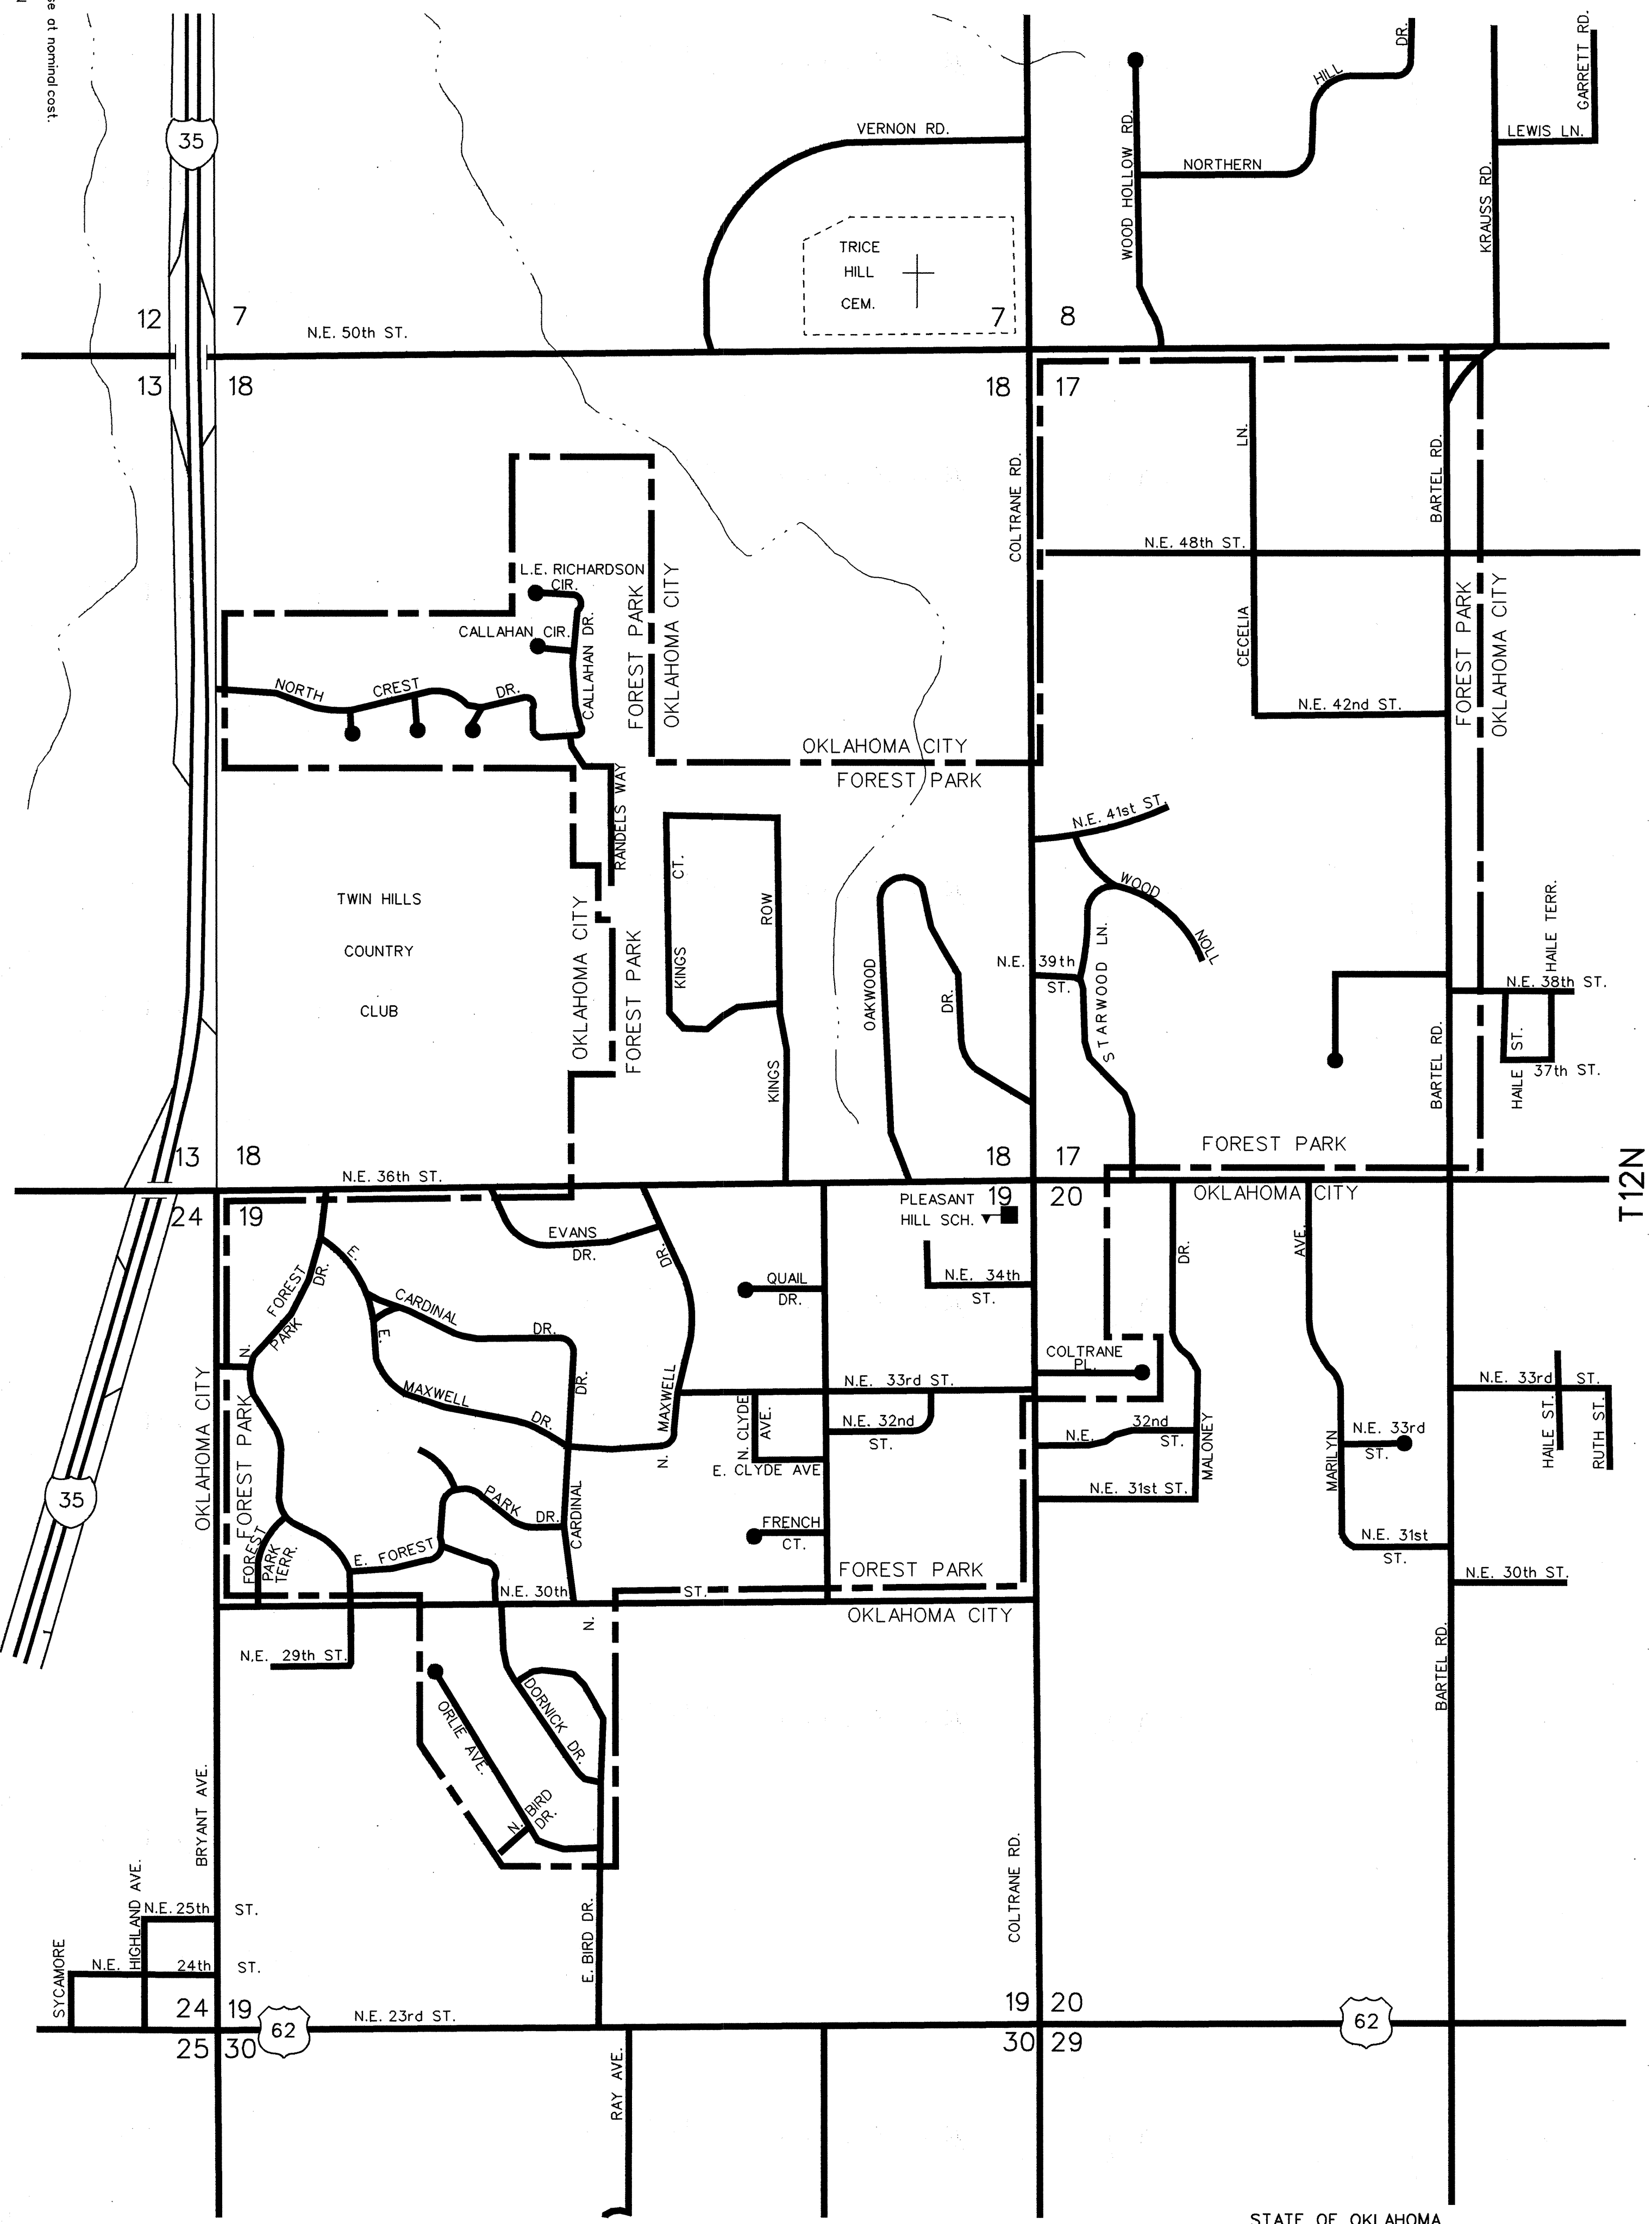 se at nominal cost.
DR.
GARRETT RD.
HILL
35
VERNON RD.
LEWIS LN.
WOOD HOLLOW RD.
NORTHERN
KRAUSS RD.
TRICE
HILL
CEM.
12
7
7
8
N.E. 50th ST.
13
18
18
17
COLTRANE RD.
LN.
BARTEL RD.
N.E. 48th ST.
L.E. RICHARDSON
CIR.
CALLAHAN CIR.
CALLAHAN DR.
FOREST PARK
OKLAHOMA CITY
CECELIA
FOREST PARK
OKLAHOMA CITY
NORTH CREST DR.
N.E. 42nd ST.
OKLAHOMA CITY
FOREST PARK
RANDELS WAY
N.E. 41st ST.
TWIN HILLS
COUNTRY
CLUB
KINGS CT.
KINGS ROW
OAKWOOD DR.
WOOD NOLL
STARWOOD LN.
N.E. 39th
ST.
OKLAHOMA CITY
FOREST PARK
HAILE TERR.
N.E. 38th ST.
HAILE ST.
37th ST.
BARTEL RD.
FOREST PARK
13
18
18
17
T12N
N.E. 36th ST.
OKLAHOMA CITY
PLEASANT
HILL SCH.
24
19
19
20
EVANS
DR.
DR.
DR.
AVE.
E.
FOREST
PARK
DR.
N.
QUAIL
DR.
N.E. 34th
ST.
CARDINAL DR.
E.
MAXWELL DR.
DR.
N. MAXWELL
COLTRANE
PL.
N.E. 33rd ST.
N.E. 33rd ST.
OKLAHOMA CITY
FOREST PARK
N. CLYDE
AVE.
N.E. 32nd
ST.
N.E. 32nd
ST.
MALONEY
MARILYN
N.E. 33rd
ST.
HAILE ST.
RUTH ST.
E. CLYDE AVE.
N.E. 31st ST.
35
PARK DR.
CARDINAL
FRENCH
CT.
N.E. 31st
ST.
FOREST
PARK
TERR.
E. FOREST
FOREST PARK
N.E. 30th ST.
N.E. 30th ST.
OKLAHOMA CITY
N.
N.E. 29th ST.
BARTEL RD.
DORNICK DR.
ORLIE AVE.
N. BIRD
DR.
BRYANT AVE.
COLTRANE RD.
HIGHLAND AVE.
N.E. 25th ST.
E. BIRD DR.
SYCAMORE
N.E. 24th ST.
24
19
19
20
62
N.E. 23rd ST.
62
25
30
30
29
RAY AVE.
STATE OF OKLAHOMA